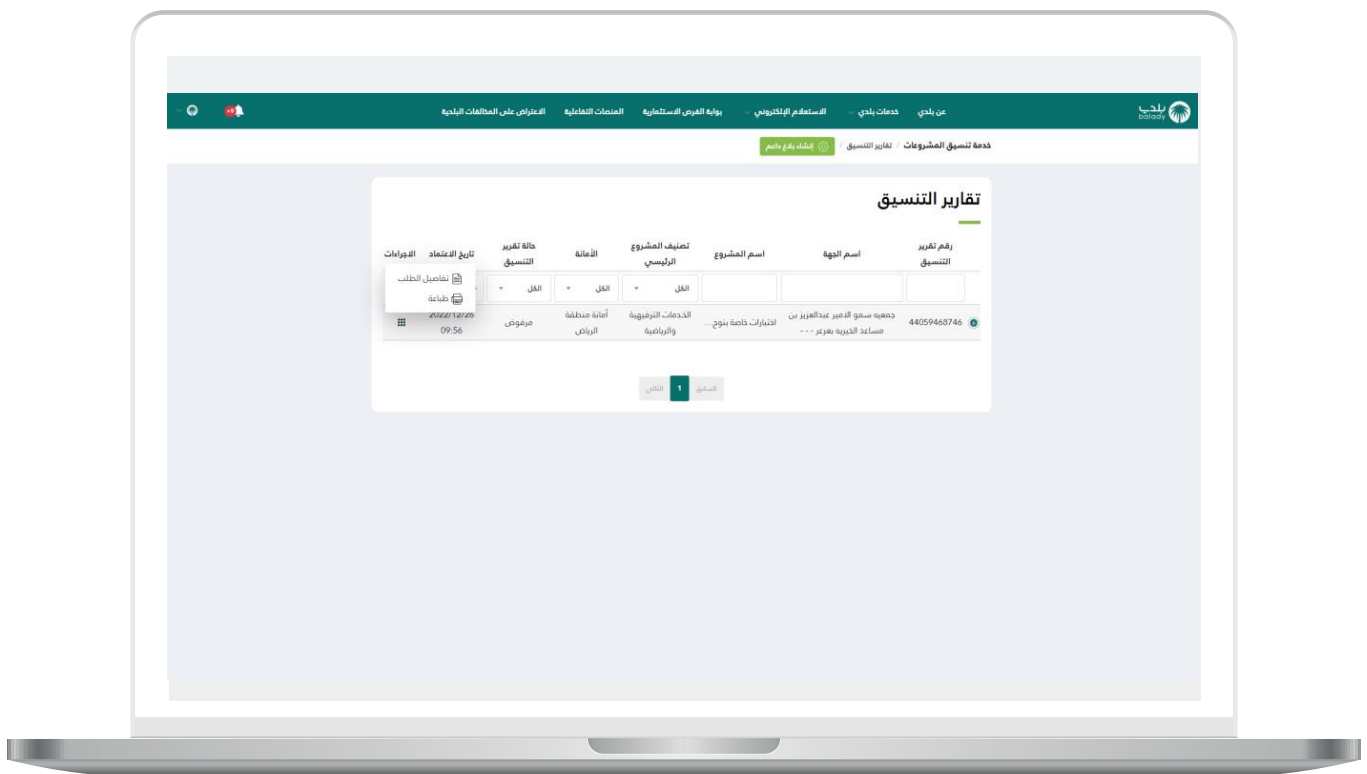 بلدي
balady
عن بلدي
خدمات بلدي
الاستعلام الإلكتروني
بوابة الفرص الاستثمارية
المنصات التفاعلية
الاعتراض على المخالفات البلدية
خدمة تنسيق المشروعات / تقارير التنسيق / إنشاء بلاغ داعم
تقارير التنسيق
رقم تقرير التنسيق
اسم الجهة
اسم المشروع
تصنيف المشروع الرئيسي
الأمانة
حالة تقرير التنسيق
تاريخ الاعتماد
الاجراءات
الكل
الكل
الكل
تفاصيل الطلب
طباعة
44059468746
جمعيه سمو الامير عبدالعزيز بن
مساعد الخيريه بعرعر - - -
اختبارات خاصة بنوح...
الخدمات الترفيهية
والرياضية
أمانة منطقة
الرياض
مرفوض
2022/12/26
09:56
السابق
1
التالي